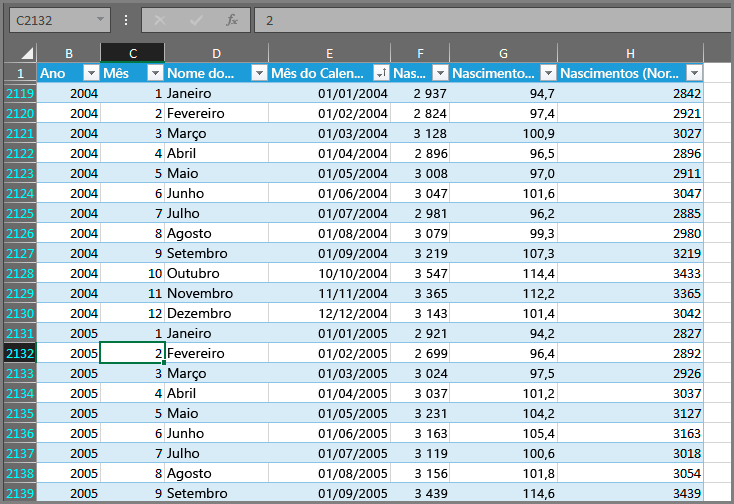 C2132 fx 2
B C D E F G H
1 Ano Mês Nome do... Mês do Calen... Nas... Nascimento... Nascimentos (Nor...
2119 2004 1 Janeiro 01/01/2004 2 937 94,7 2842
2120 2004 2 Fevereiro 01/02/2004 2 824 97,4 2921
2121 2004 3 Março 01/03/2004 3 128 100,9 3027
2122 2004 4 Abril 01/04/2004 2 896 96,5 2896
2123 2004 5 Maio 01/05/2004 3 008 97,0 2911
2124 2004 6 Junho 01/06/2004 3 047 101,6 3047
2125 2004 7 Julho 01/07/2004 2 981 96,2 2885
2126 2004 8 Agosto 01/08/2004 3 079 99,3 2980
2127 2004 9 Setembro 01/09/2004 3 219 107,3 3219
2128 2004 10 Outubro 10/10/2004 3 547 114,4 3433
2129 2004 11 Novembro 11/11/2004 3 365 112,2 3365
2130 2004 12 Dezembro 12/12/2004 3 143 101,4 3042
2131 2005 1 Janeiro 01/01/2005 2 921 94,2 2827
2132 2005 2 Fevereiro 01/02/2005 2 699 96,4 2892
2133 2005 3 Março 01/03/2005 3 024 97,5 2926
2134 2005 4 Abril 01/04/2005 3 037 101,2 3037
2135 2005 5 Maio 01/05/2005 3 231 104,2 3127
2136 2005 6 Junho 01/06/2005 3 163 105,4 3163
2137 2005 7 Julho 01/07/2005 3 119 100,6 3018
2138 2005 8 Agosto 01/08/2005 3 156 101,8 3054
2139 2005 9 Setembro 01/09/2005 3 439 114,6 3439